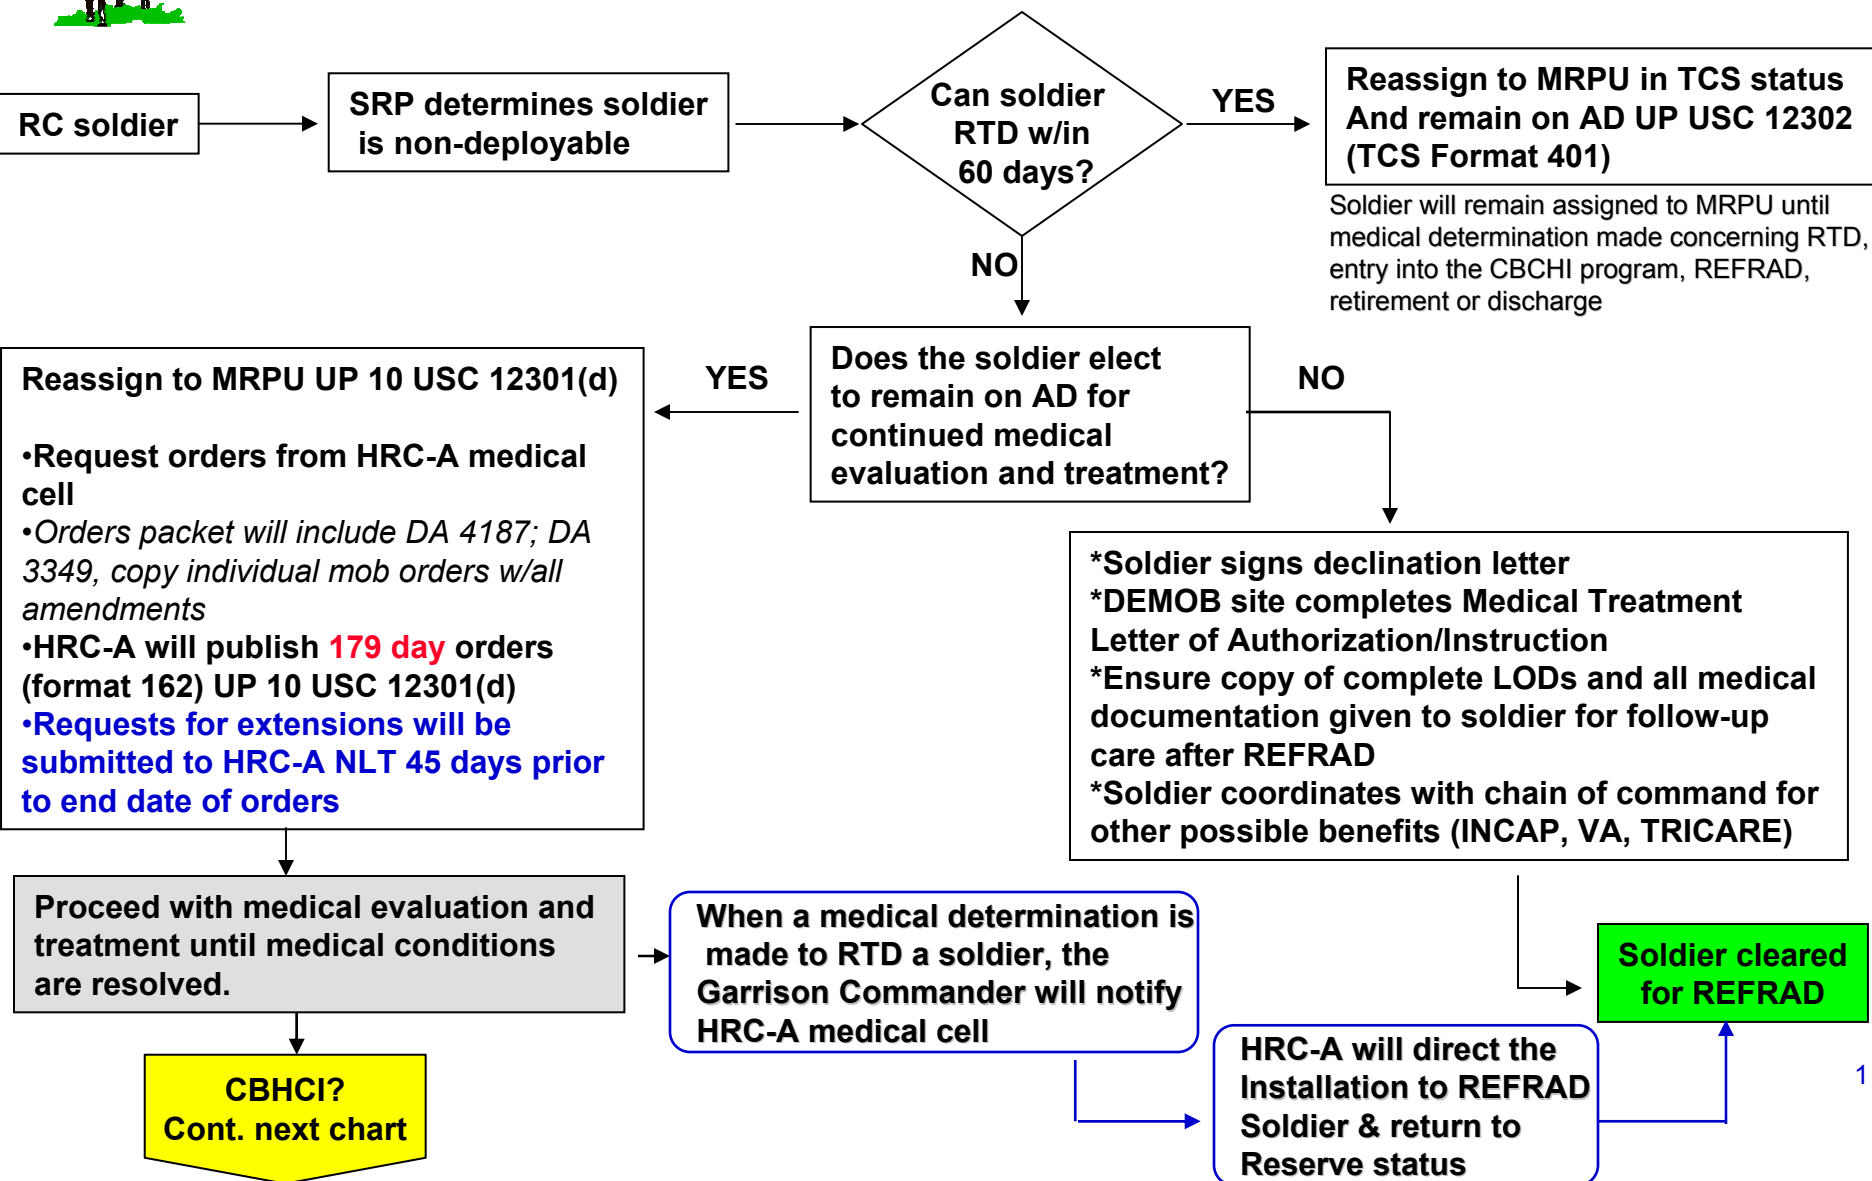 RC soldier
SRP determines soldier
is non-deployable
Can soldier
RTD w/in
60 days?
YES
Reassign to MRPU in TCS status
And remain on AD UP USC 12302
(TCS Format 401)
Soldier will remain assigned to MRPU until
medical determination made concerning RTD,
entry into the CBCHI program, REFRAD,
retirement or discharge
NO
Does the soldier elect
to remain on AD for
continued medical
evaluation and treatment?
YES
NO
Reassign to MRPU UP 10 USC 12301(d)
•Request orders from HRC-A medical
cell
•Orders packet will include DA 4187; DA
3349, copy individual mob orders w/all
amendments
•HRC-A will publish 179 day orders
(format 162) UP 10 USC 12301(d)
•Requests for extensions will be
submitted to HRC-A NLT 45 days prior
to end date of orders
*Soldier signs declination letter
*DEMOB site completes Medical Treatment
Letter of Authorization/Instruction
*Ensure copy of complete LODs and all medical
documentation given to soldier for follow-up
care after REFRAD
*Soldier coordinates with chain of command for
other possible benefits (INCAP, VA, TRICARE)
Proceed with medical evaluation and
treatment until medical conditions
are resolved.
When a medical determination is
made to RTD a soldier, the
Garrison Commander will notify
HRC-A medical cell
Soldier cleared
for REFRAD
HRC-A will direct the
Installation to REFRAD
Soldier & return to
Reserve status
CBHCI?
Cont. next chart
1